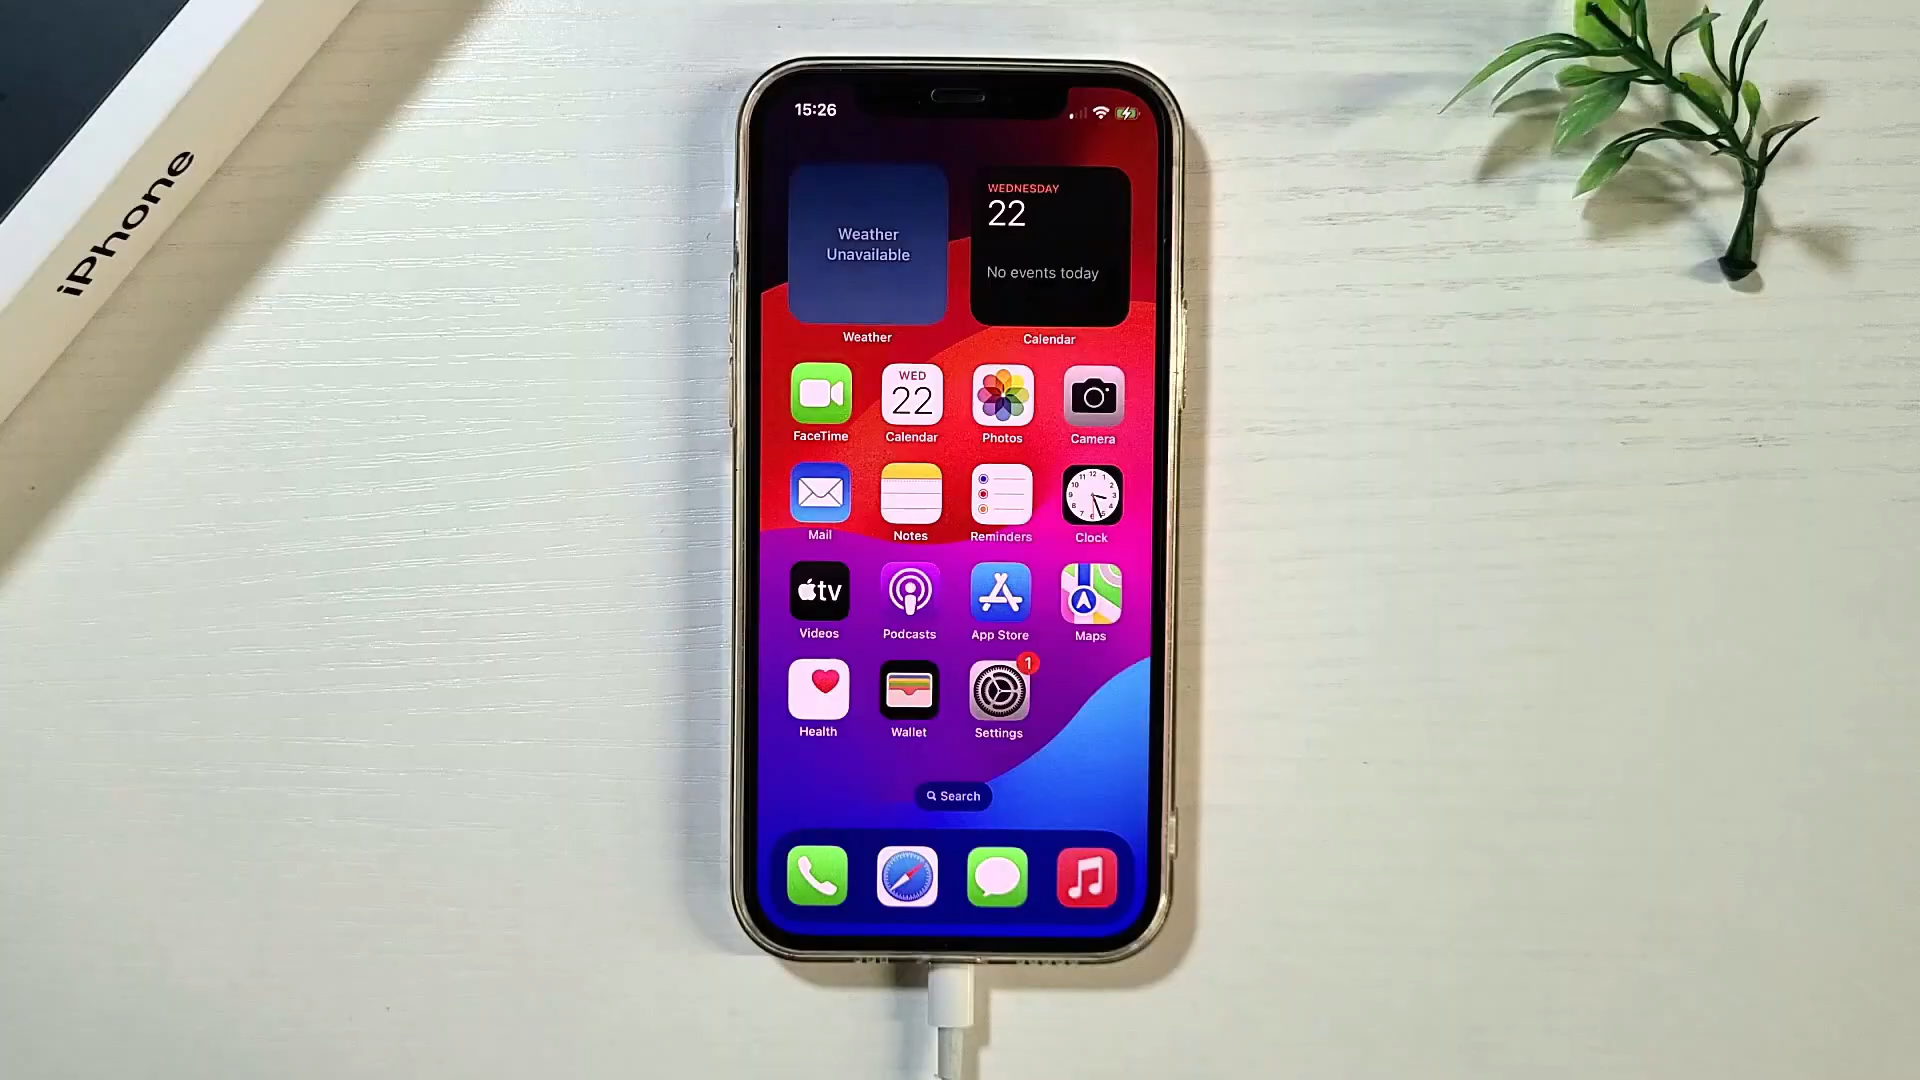 iPhone
15:26
Weather
Unavailable
WEDNESDAY
22
No events today
Weather
Calendar
WED
22
FaceTime
Calendar
Photos
Camera
Mail
Notes
Reminders
Clock
tv
Videos
Podcasts
App Store
Maps
1
Health
Wallet
Settings
Search